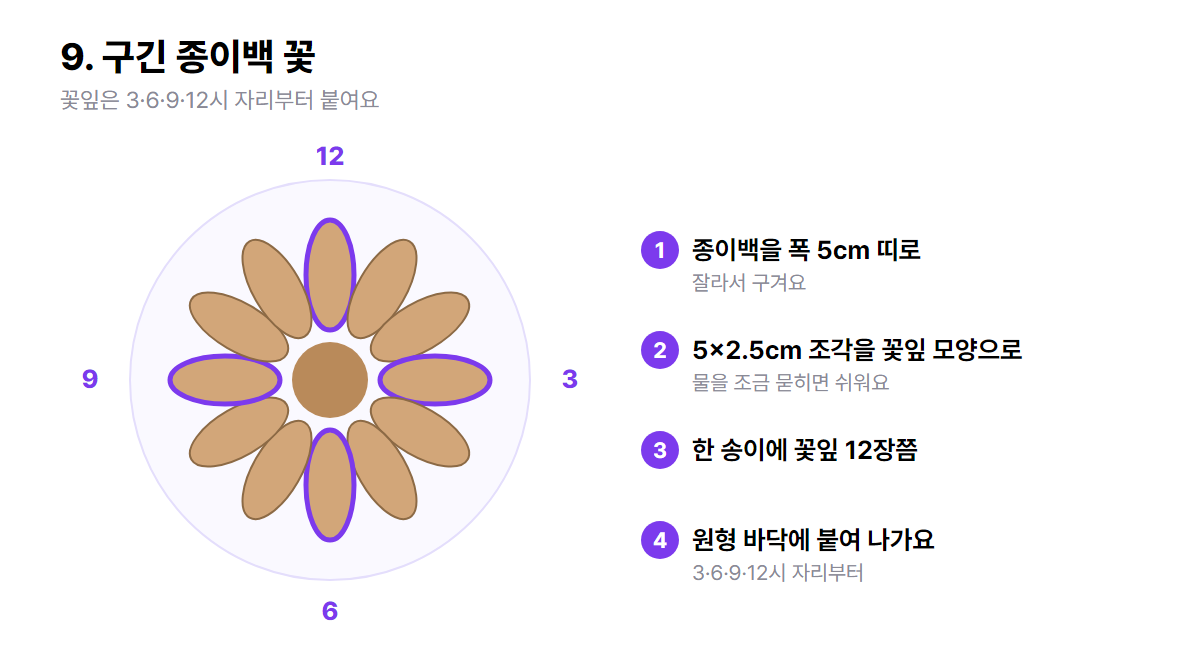 9. 구긴 종이백 꽃
꽃잎은 3·6·9·12시 자리부터 붙여요
12
9
3
6
1 종이백을 폭 5cm 띠로
잘라서 구겨요
2 5×2.5cm 조각을 꽃잎 모양으로
물을 조금 묻히면 쉬워요
3 한 송이에 꽃잎 12장쯤
4 원형 바닥에 붙여 나가요
3·6·9·12시 자리부터